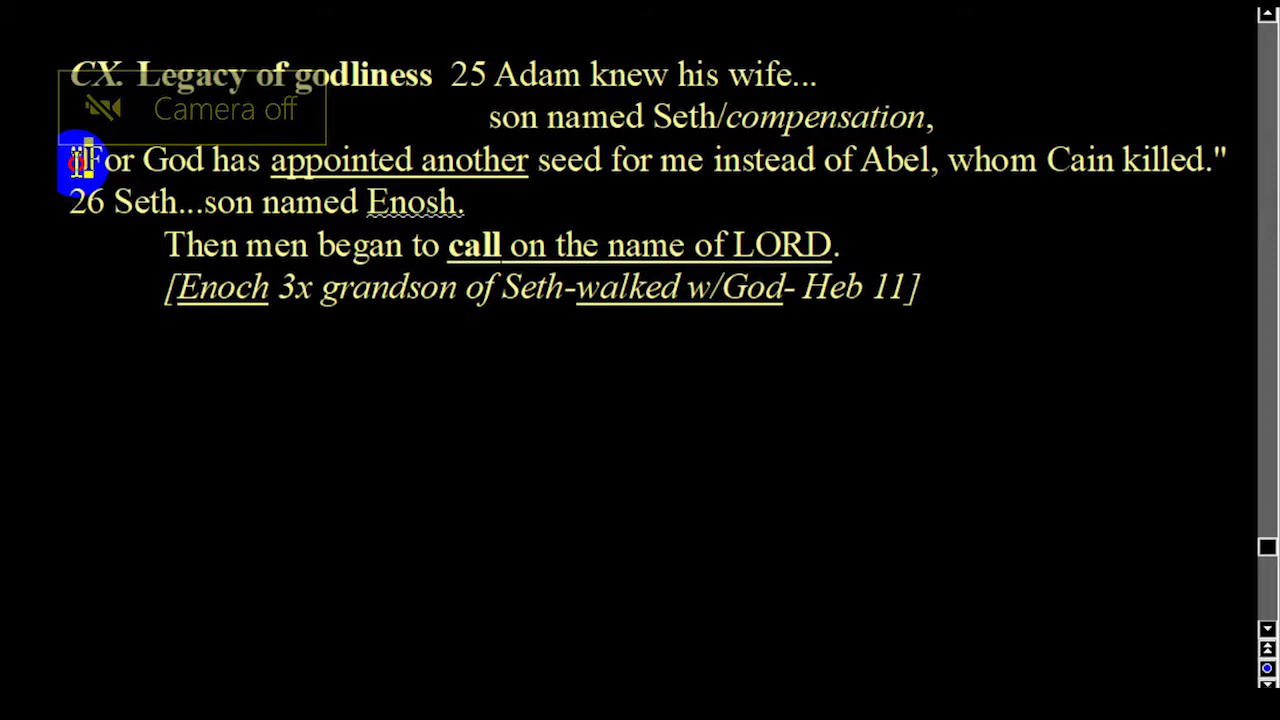 CX. Legacy of godliness 25 Adam knew his wife...
Camera off
son named Seth/compensation,
"For God has appointed another seed for me instead of Abel, whom Cain killed."
26 Seth...son named Enosh.
Then men began to call on the name of LORD.
[Enoch 3x grandson of Seth-walked w/God- Heb 11]